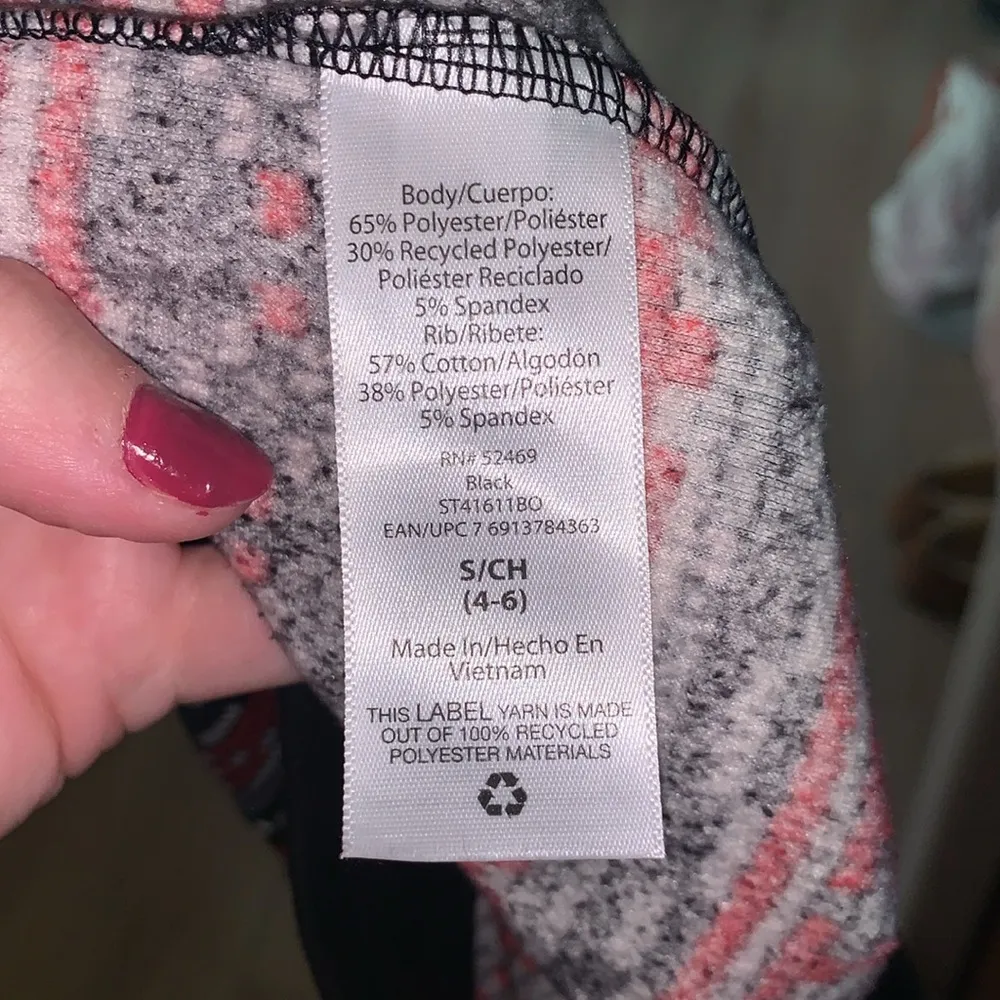 Body/Cuerpo:
65% Polyester/Poliéster
30% Recycled Polyester/
Poliéster Reciclado
5% Spandex
Rib/Ribete:
57% Cotton/Algodón
38% Polyester/Poliéster
5% Spandex
RN# 52469
Black
ST41611BO
EAN/UPC 7 6913784363
S/CH
(4-6)
Made In/Hecho En
Vietnam
THIS LABEL YARN IS MADE
OUT OF 100% RECYCLED
POLYESTER MATERIALS